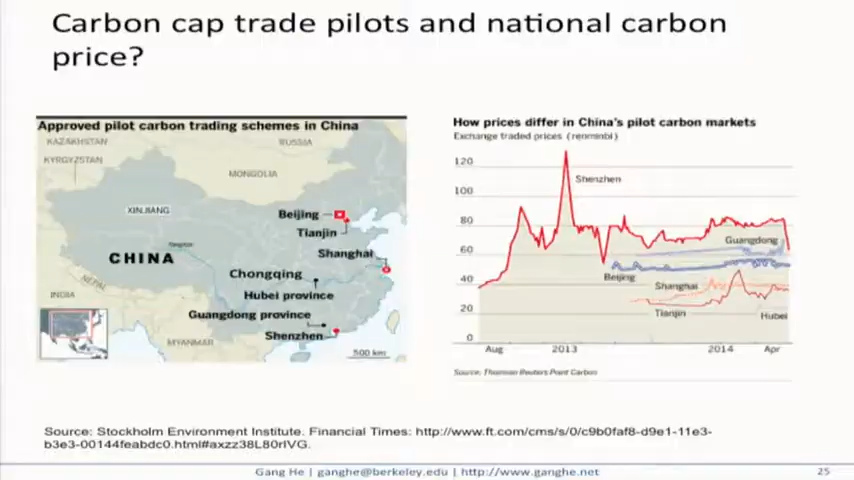 Carbon cap trade pilots and national carbon
price?
Approved pilot carbon trading schemes in China
KAZAKHSTAN
RUSSIA
KYRGYZSTAN
MONGOLIA
XINJIANG
Beijing
Tianjin
Shanghai
CHINA
Yangtze
Chongqing
Hubei province
NEPAL
INDIA
Guangdong province
Shenzhen
MYANMAR
500 km
How prices differ in China's pilot carbon markets
Exchange traded prices (renminbi)
120
100
80
60
40
20
0
Shenzhen
Guangdong
Beijing
Shanghai
Tianjin
Hubei
Aug
2013
2014
Apr
Source: Thomson Reuters Point Carbon
Source: Stockholm Environment Institute. Financial Times: http://www.ft.com/cms/s/0/c9b0faf8-d9e1-11e3-
b3e3-00144feabdc0.html#axzz38L80rIVG.
Gang He | ganghe@berkeley.edu | http://www.ganghe.net
25